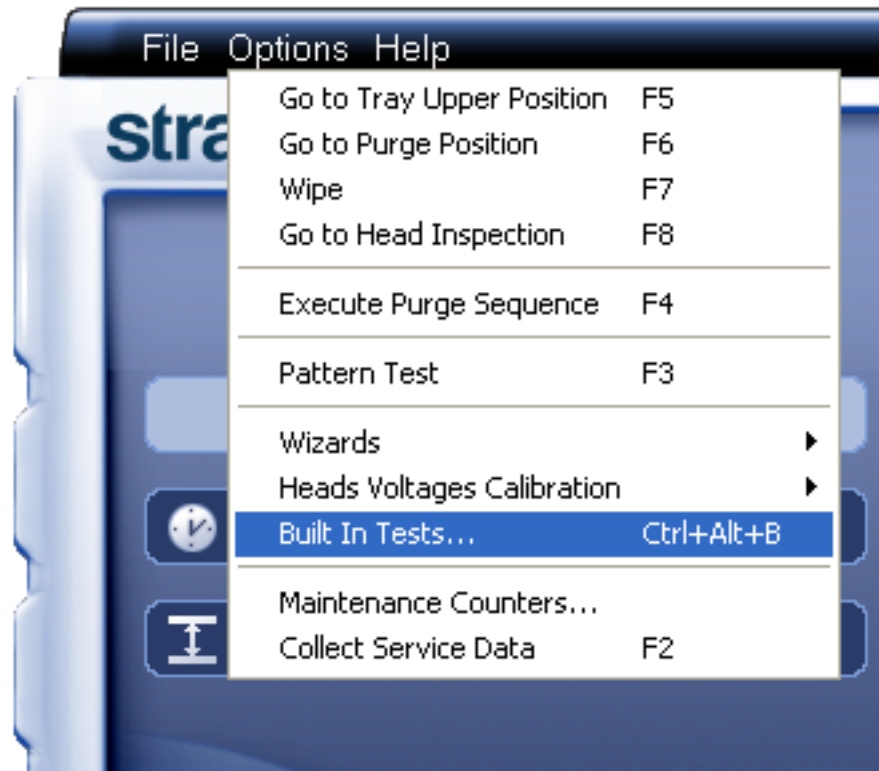 File Options Help
stra
Go to Tray Upper Position F5
Go to Purge Position F6
Wipe F7
Go to Head Inspection F8
Execute Purge Sequence F4
Pattern Test F3
Wizards
Heads Voltages Calibration
Built In Tests... Ctrl+Alt+B
Maintenance Counters...
Collect Service Data F2